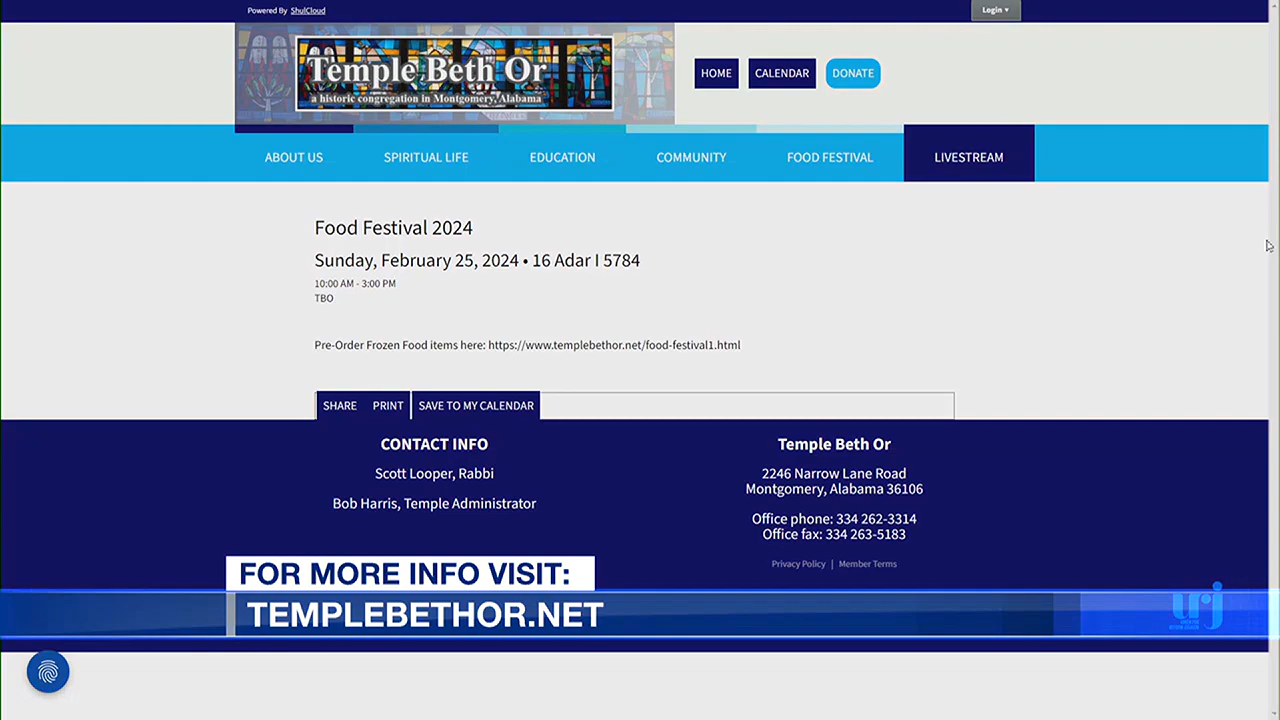 Powered By ShulCloud
Login
Temple Beth Or
a historic congregation in Montgomery, Alabama
HOME
CALENDAR
DONATE
ABOUT US
SPIRITUAL LIFE
EDUCATION
COMMUNITY
FOOD FESTIVAL
LIVESTREAM
Food Festival 2024
Sunday, February 25, 2024 • 16 Adar I 5784
10:00 AM - 3:00 PM
TBO
Pre-Order Frozen Food items here: https://www.templebethor.net/food-festival1.html
SHARE
PRINT
SAVE TO MY CALENDAR
CONTACT INFO
Scott Looper, Rabbi
Bob Harris, Temple Administrator
Temple Beth Or
2246 Narrow Lane Road
Montgomery, Alabama 36106
Office phone: 334 262-3314
Office fax: 334 263-5183
Privacy Policy | Member Terms
FOR MORE INFO VISIT:
TEMPLEBETHOR.NET
urj